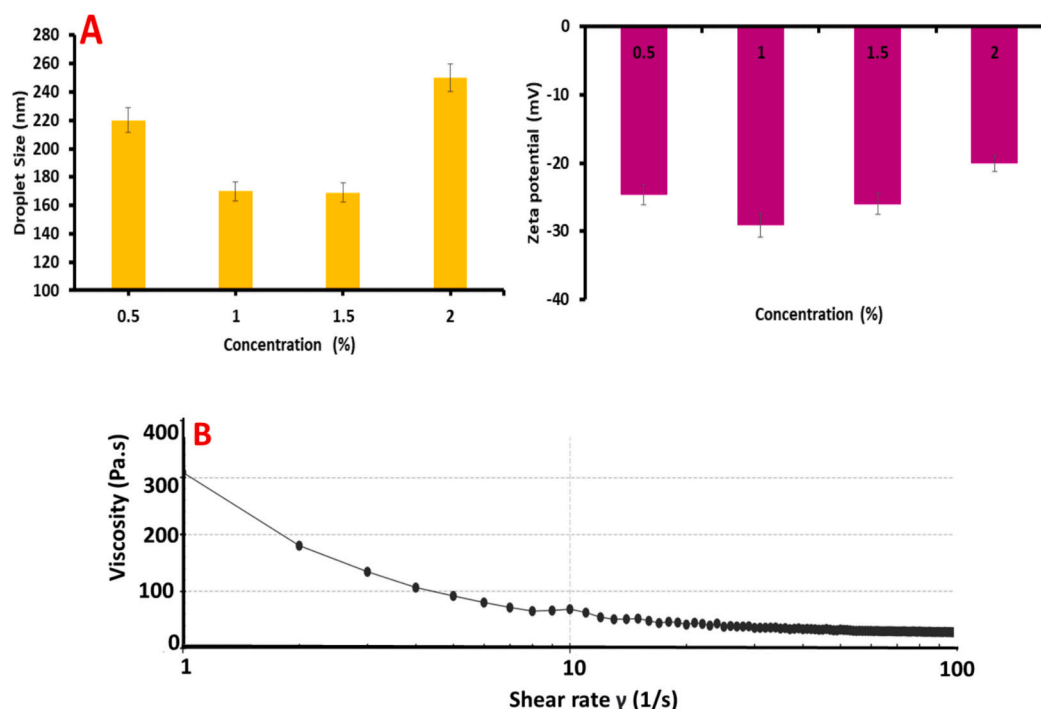 A
280
260
240
220
200
180
160
140
120
100
Droplet Size (nm)
0.5 1 1.5 2
Concentration (%)
0
-10
-20
-30
-40
Zeta potential (mV)
0.5 1 1.5 2
Concentration (%)
B
400
300
200
100
0
Viscosity (Pa.s)
1 10 100
Shear rate γ (1/s)